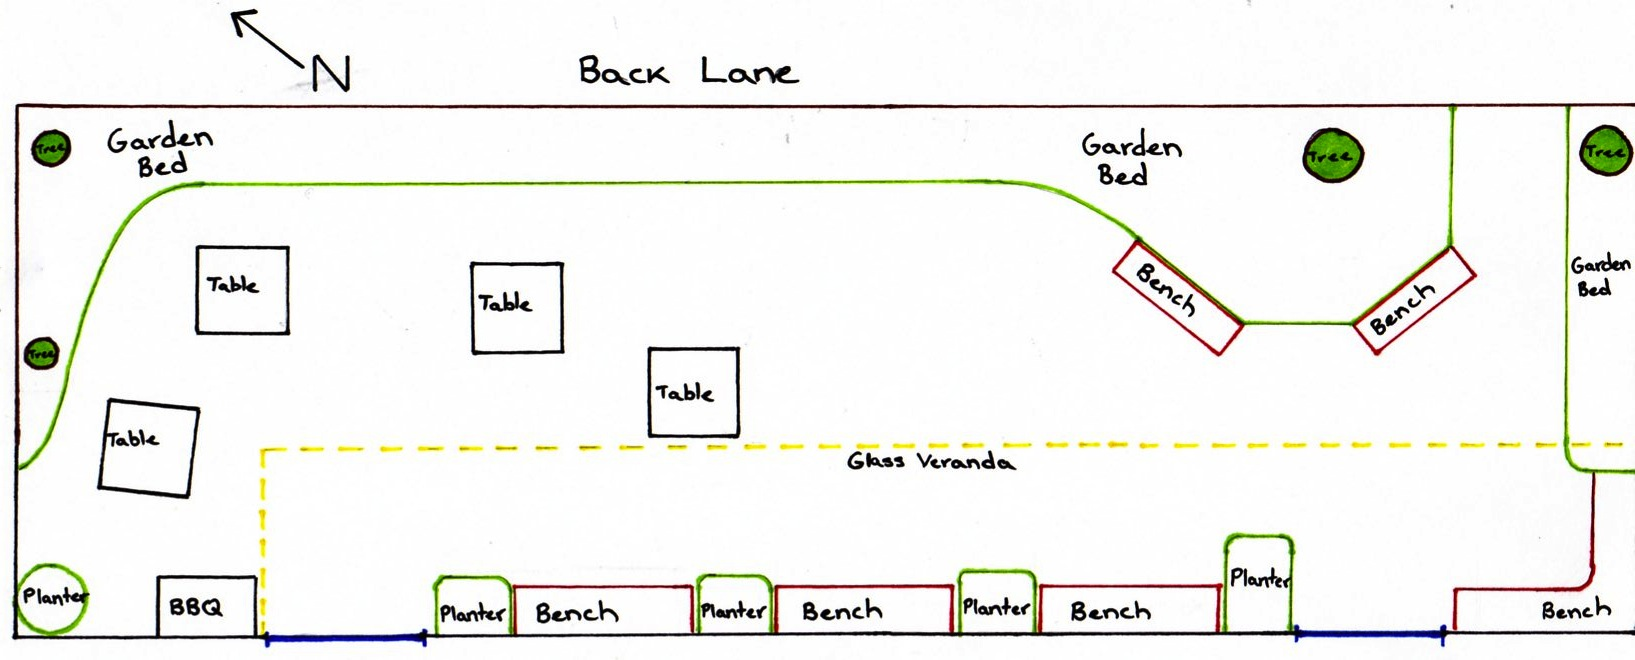 N
Back Lane
Tree
Garden
Bed
Garden
Bed
Tree
Tree
Table
Table
Bench
Bench
Garden
Bed
Tree
Table
Table
Glass Veranda
Planter
BBQ
Planter
Bench
Planter
Bench
Planter
Bench
Planter
Bench